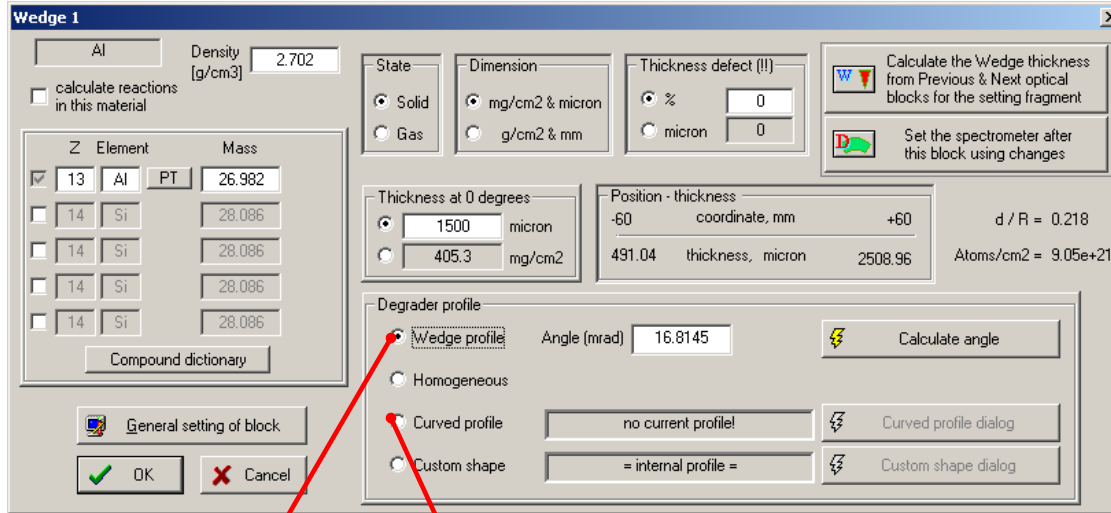 Wedge 1
Al
Density
[g/cm3]
2.702
calculate reactions
in this material
Z Element Mass
13 Al PT 26.982
14 Si 28.086
14 Si 28.086
14 Si 28.086
14 Si 28.086
Compound dictionary
General setting of block
OK Cancel
State
Solid
Gas
Dimension
mg/cm2 & micron
g/cm2 & mm
Thickness defect (!!)
% 0
micron 0
W
Calculate the Wedge thickness
from Previous & Next optical
blocks for the setting fragment
D
Set the spectrometer after
this block using changes
Thickness at 0 degrees
1500 micron
405.3 mg/cm2
Position - thickness
-60 coordinate, mm +60
491.04 thickness, micron 2508.96
d / R = 0.218
Atoms/cm2 = 9.05e+21
Degrader profile
Wedge profile Angle (mrad) 16.8145 Calculate angle
Homogeneous
Curved profile no current profile! Curved profile dialog
Custom shape = internal profile = Custom shape dialog